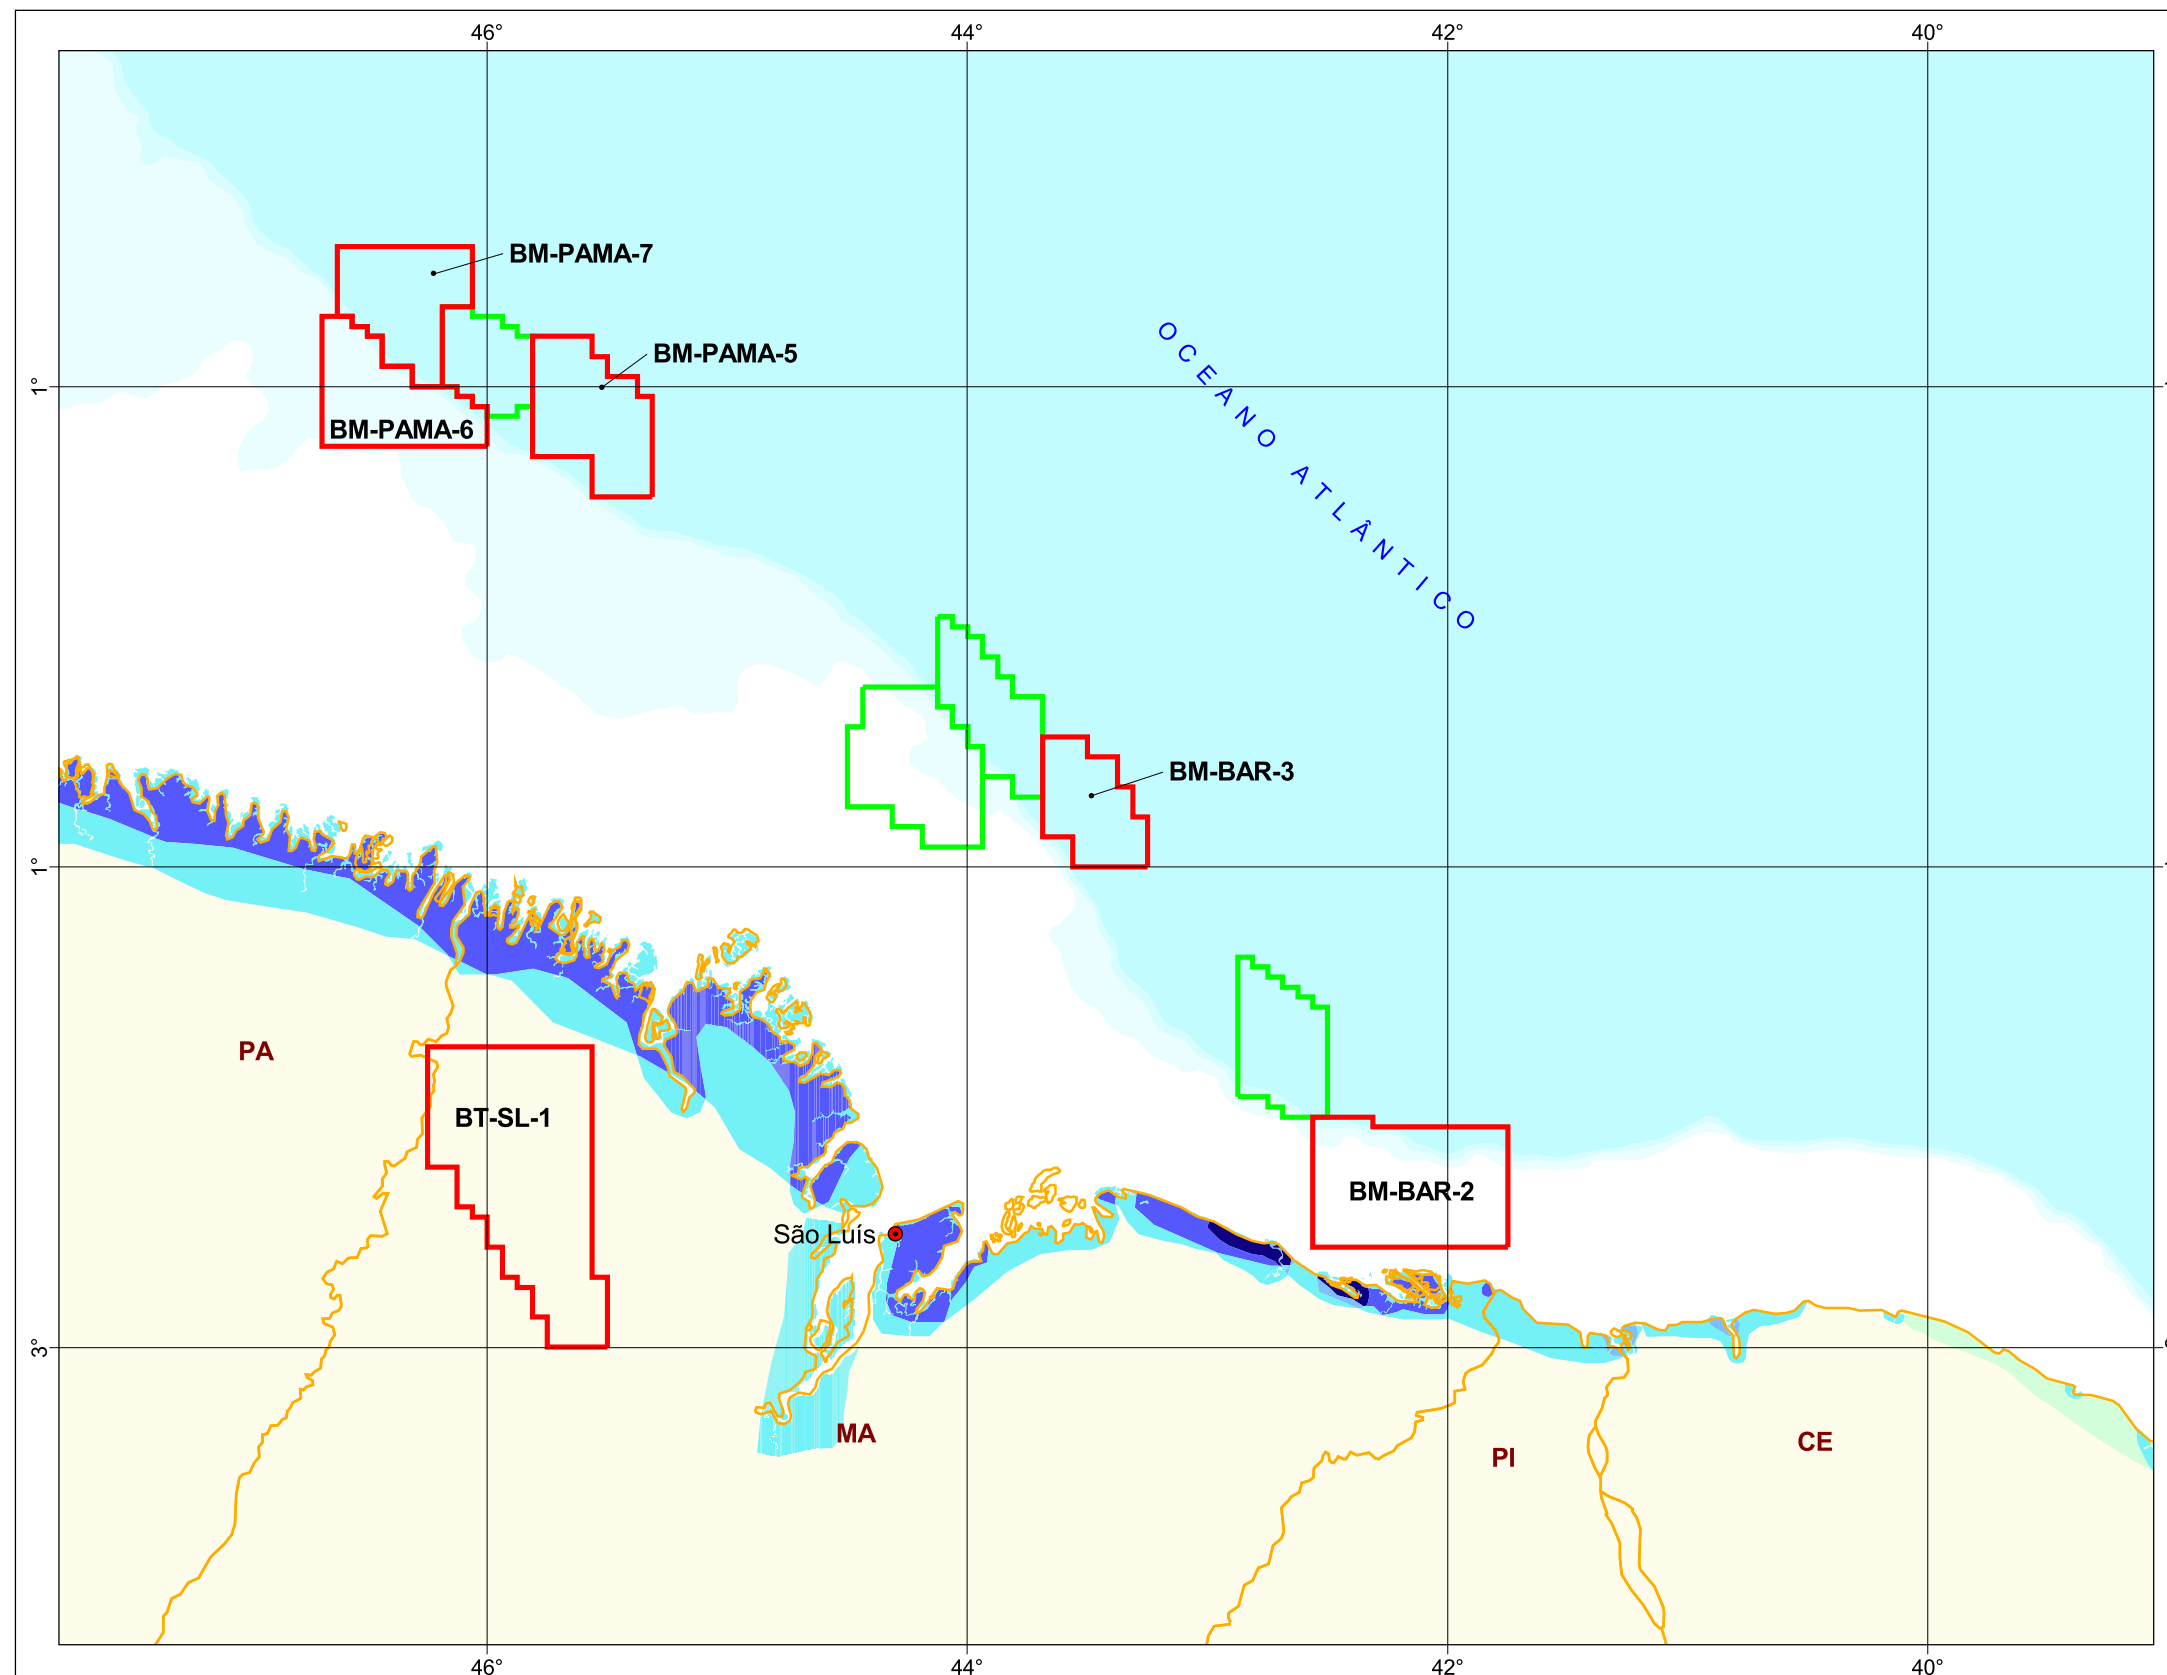 46° 44° 42° 40°
BM-PAMA-7
OCEANO ATLÂNTICO
BM-PAMA-5
1°
BM-PAMA-6
BM-BAR-3
1°
PA
BT-SL-1
BM-BAR-2
São Luís
3°
MA
CE
PI
46° 44° 42° 40°